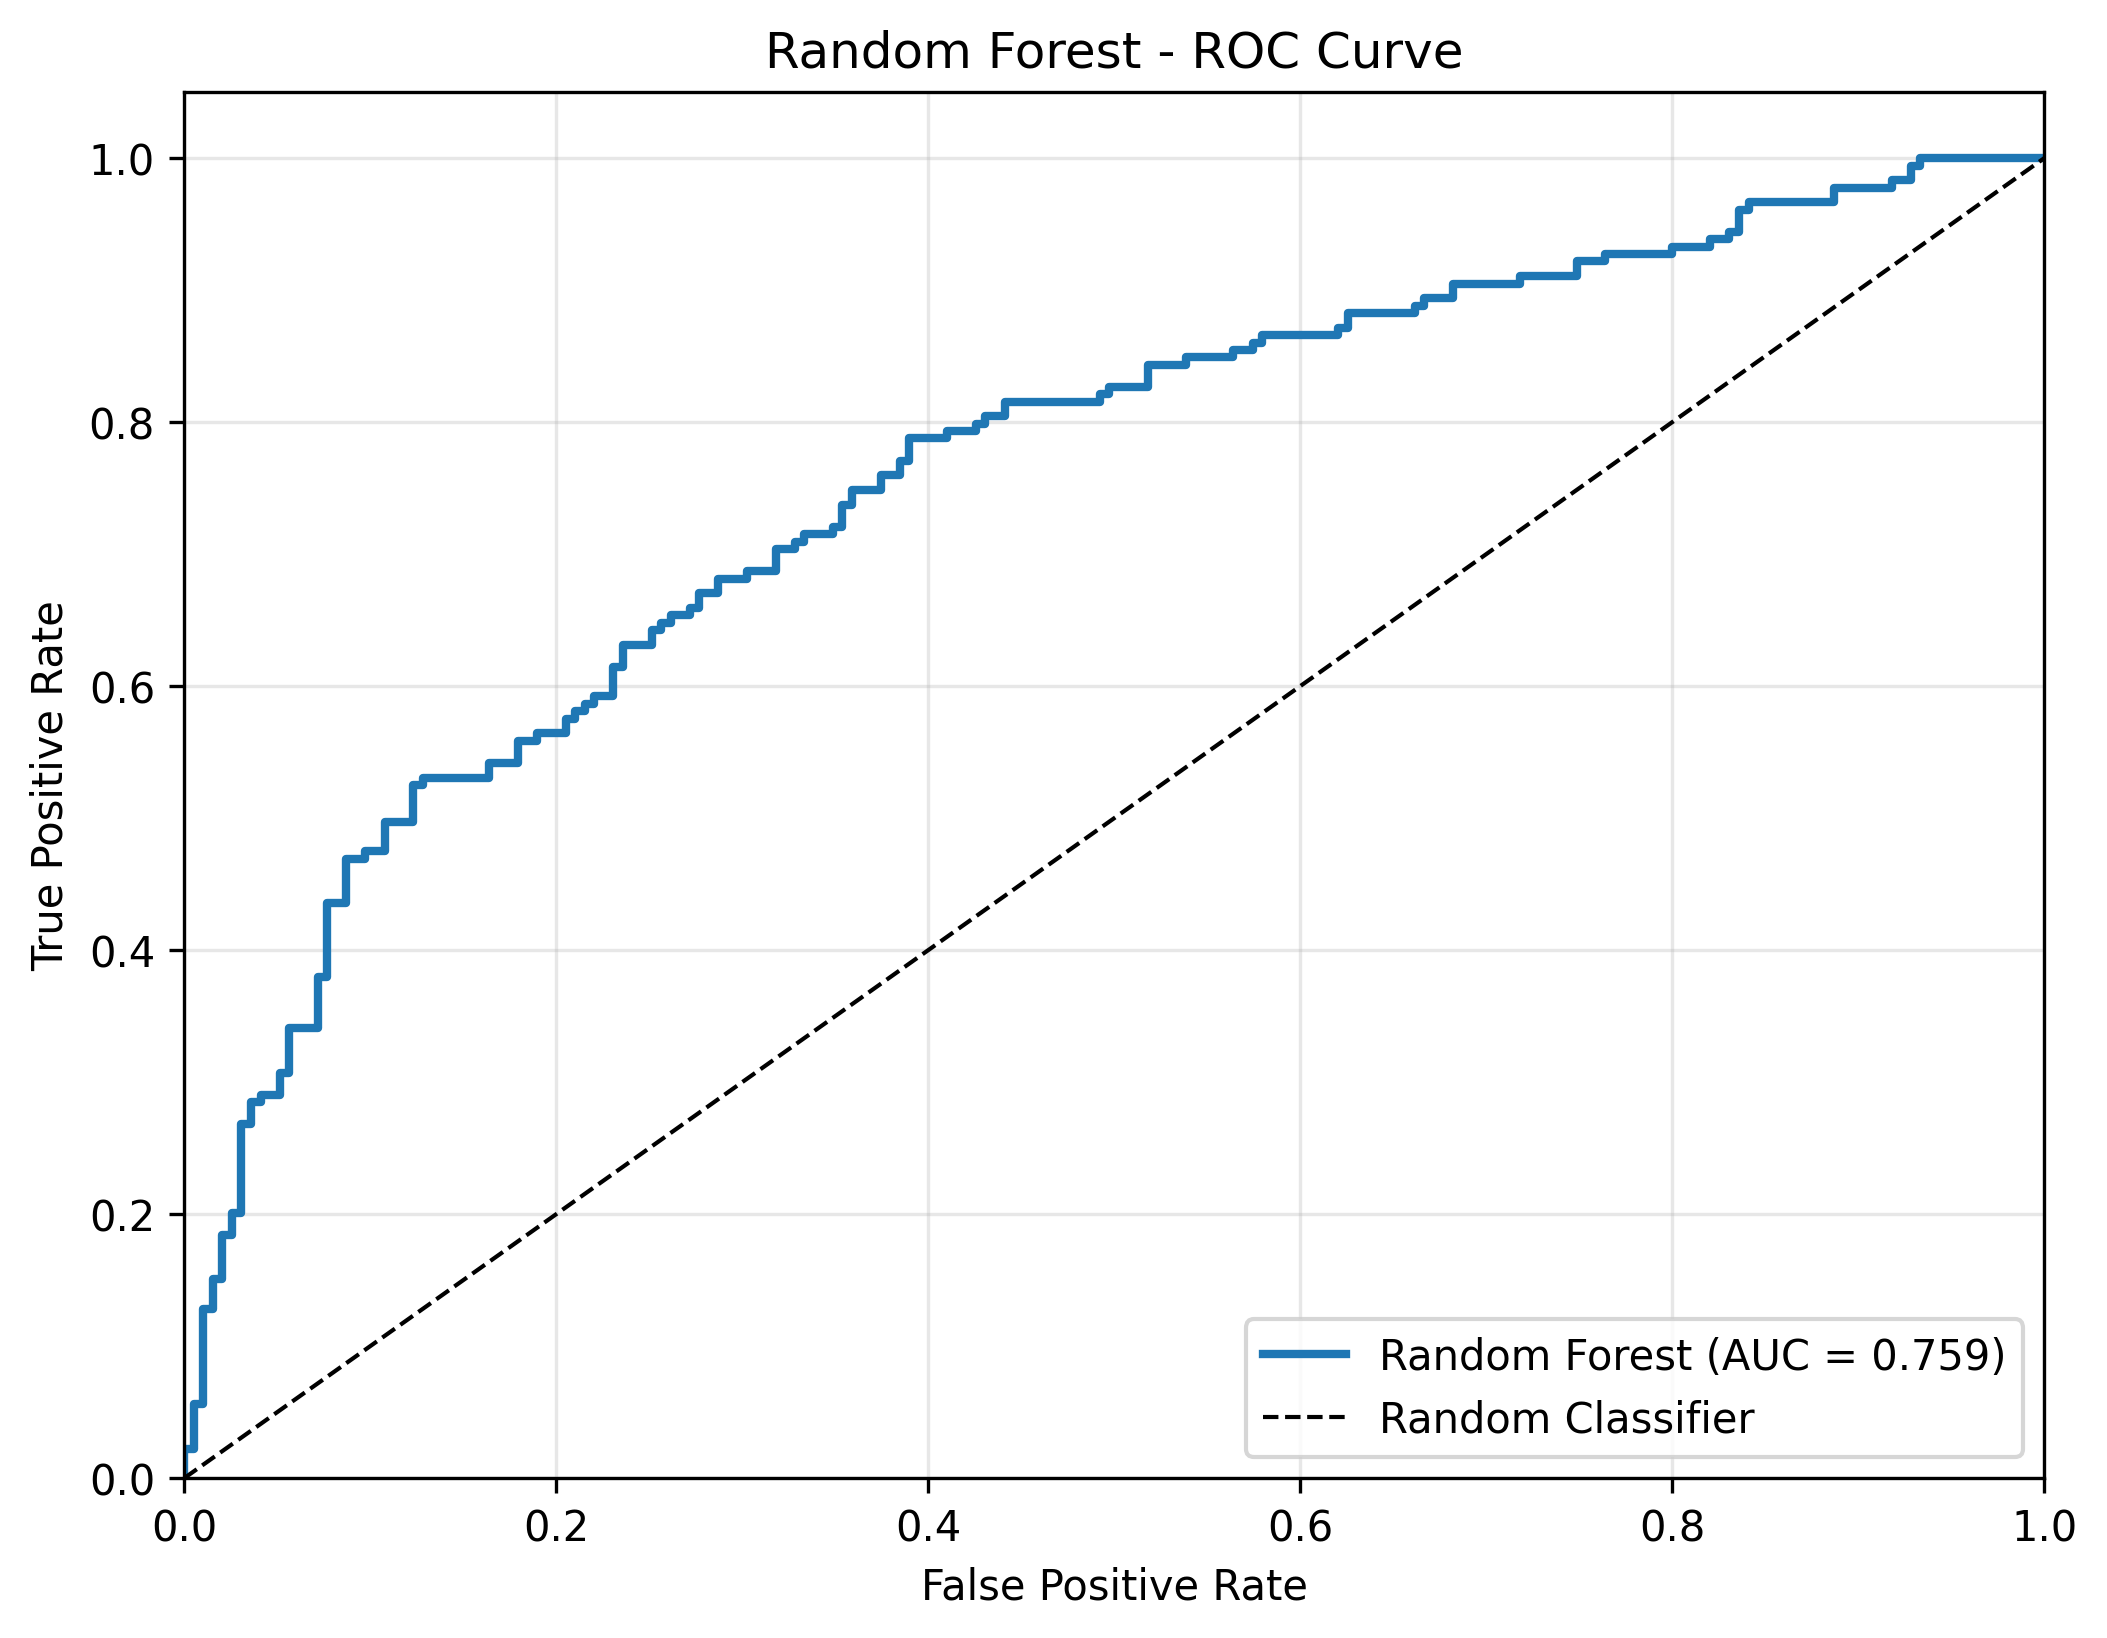 Random Forest - ROC Curve
1.0
0.8
0.6
0.4
0.2
0.0
True Positive Rate
0.0 0.2 0.4 0.6 0.8 1.0
False Positive Rate
Random Forest (AUC = 0.759)
Random Classifier